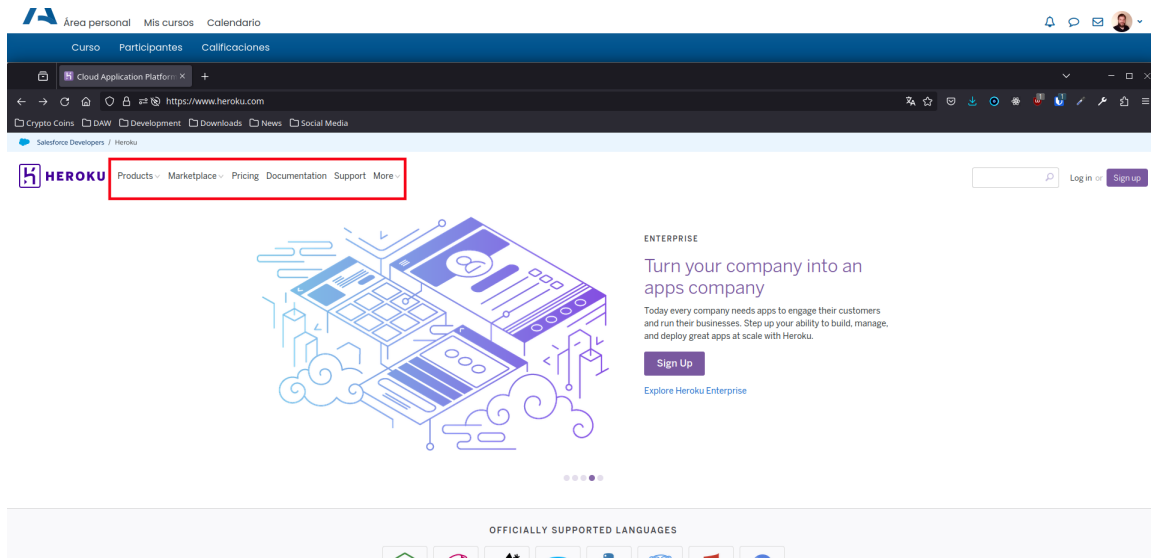 Área personal Mis cursos Calendario
Curso Participantes Calificaciones
Cloud Application Platform
https://www.heroku.com
Crypto Coins DAW Development Downloads News Social Media
Salesforce Developers / Heroku
HEROKU Products Marketplace Pricing Documentation Support More Log in or Sign up
ENTERPRISE
Turn your company into an
apps company
Today every company needs apps to engage their customers
and run their businesses. Step up your ability to build, manage,
and deploy great apps at scale with Heroku.
Sign Up
Explore Heroku Enterprise
OFFICIALLY SUPPORTED LANGUAGES